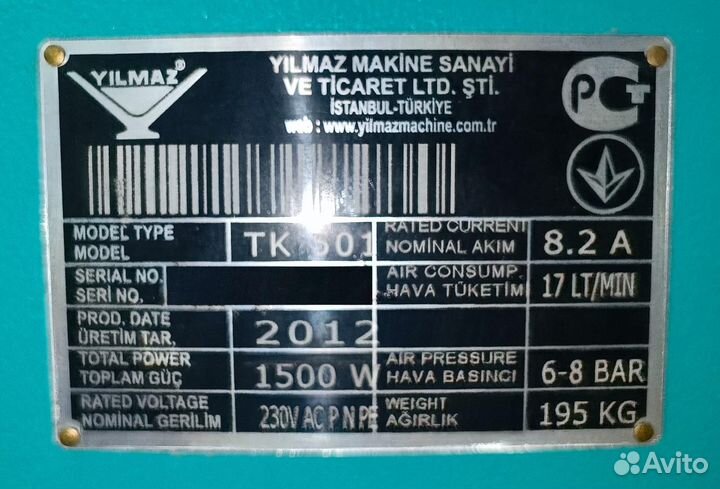 YILMAZ®
YILMAZ MAKİNE SANAYİ
VE TİCARET LTD. ŞTİ.
İSTANBUL-TÜRKİYE
web : www.yilmazmachine.com.tr
PCT
MODEL TYPE
MODEL
TK 501
RATED CURRENT
NOMİNAL AKIM
8.2 A
SERIAL NO.
SERİ NO.
AIR CONSUMP.
HAVA TÜKETİM
17 LT/MIN
PROD. DATE
ÜRETİM TAR.
2012
TOTAL POWER
TOPLAM GÜÇ
1500 W
AIR PRESSURE
HAVA BASINCI
6-8 BAR
RATED VOLTAGE
NOMİNAL GERİLİM
230V AC P N PE
WEIGHT
AĞIRLIK
195 KG
Avito